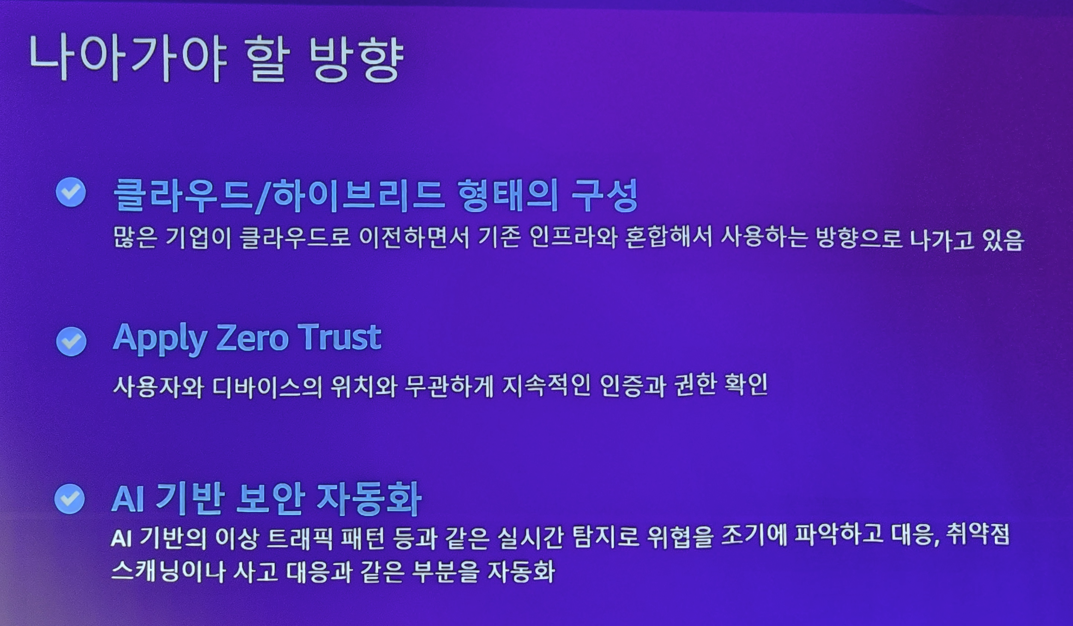 나아가야 할 방향
클라우드/하이브리드 형태의 구성
많은 기업이 클라우드로 이전하면서 기존 인프라와 혼합해서 사용하는 방향으로 나가고 있음
Apply Zero Trust
사용자와 디바이스의 위치와 무관하게 지속적인 인증과 권한 확인
AI 기반 보안 자동화
AI 기반의 이상 트래픽 패턴 등과 같은 실시간 탐지로 위협을 조기에 파악하고 대응, 취약점
스캐닝이나 사고 대응과 같은 부분을 자동화